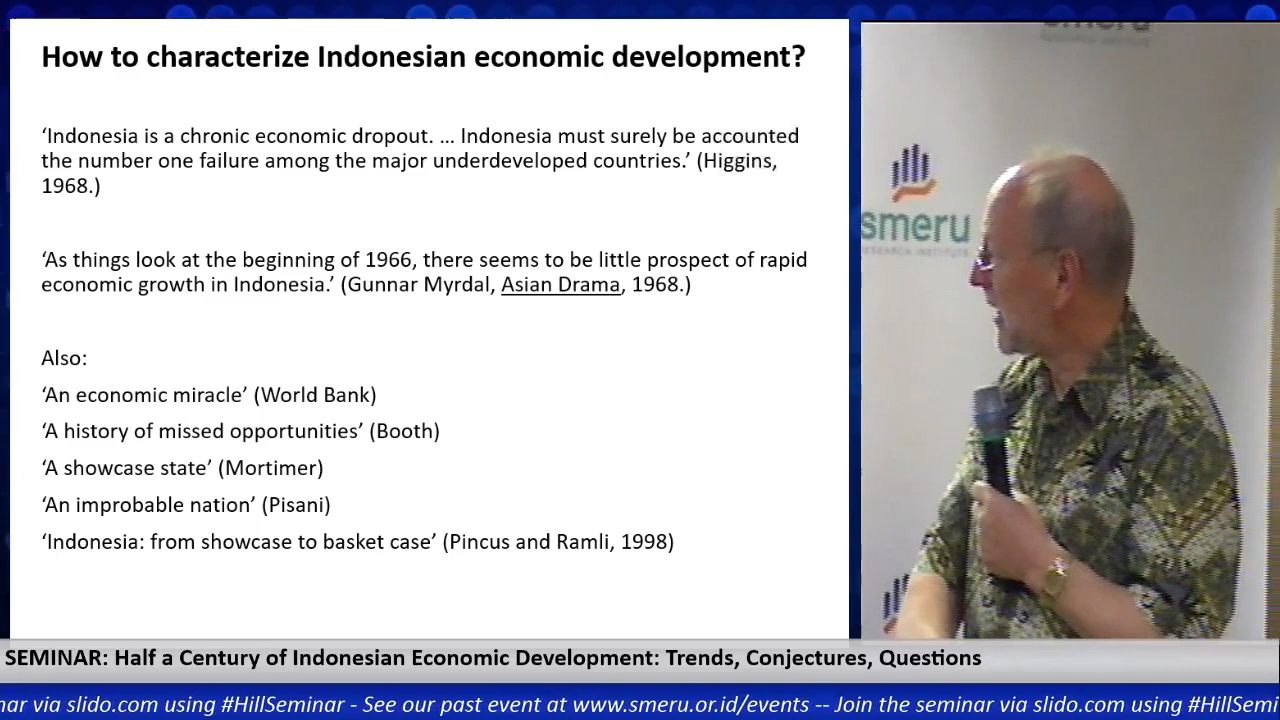 How to characterize Indonesian economic development?
‘Indonesia is a chronic economic dropout. … Indonesia must surely be accounted
the number one failure among the major underdeveloped countries.’ (Higgins,
1968.)
‘As things look at the beginning of 1966, there seems to be little prospect of rapid
economic growth in Indonesia.’ (Gunnar Myrdal, Asian Drama, 1968.)
Also:
‘An economic miracle’ (World Bank)
‘A history of missed opportunities’ (Booth)
‘A showcase state’ (Mortimer)
‘An improbable nation’ (Pisani)
‘Indonesia: from showcase to basket case’ (Pincus and Ramli, 1998)
smeru
RESEARCH INSTITUTE
smeru
RESEARCH INSTITUTE
SEMINAR: Half a Century of Indonesian Economic Development: Trends, Conjectures, Questions
nar via slido.com using #HillSeminar - See our past event at www.smeru.or.id/events -- Join the seminar via slido.com using #HillSemi